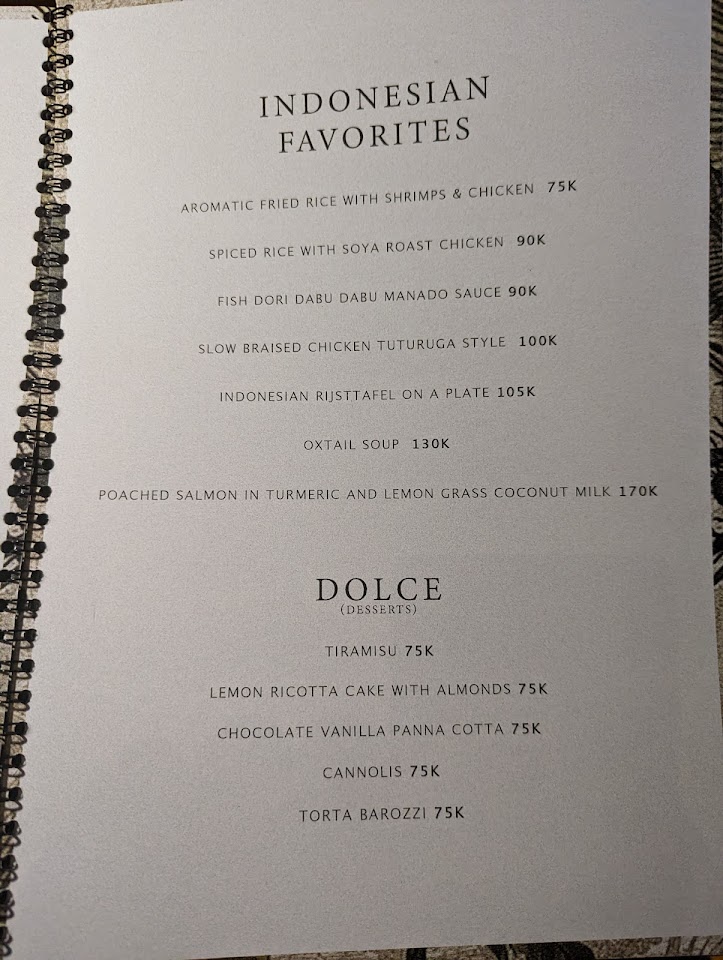 INDONESIAN
FAVORITES
AROMATIC FRIED RICE WITH SHRIMPS & CHICKEN 75K
SPICED RICE WITH SOYA ROAST CHICKEN 90K
FISH DORI DABU DABU MANADO SAUCE 90K
SLOW BRAISED CHICKEN TUTURUGA STYLE 100K
INDONESIAN RIJSTTAFEL ON A PLATE 105K
OXTAIL SOUP 130K
POACHED SALMON IN TURMERIC AND LEMON GRASS COCONUT MILK 170K
DOLCE
(DESSERTS)
TIRAMISU 75K
LEMON RICOTTA CAKE WITH ALMONDS 75K
CHOCOLATE VANILLA PANNA COTTA 75K
CANNOLIS 75K
TORTA BAROZZI 75K